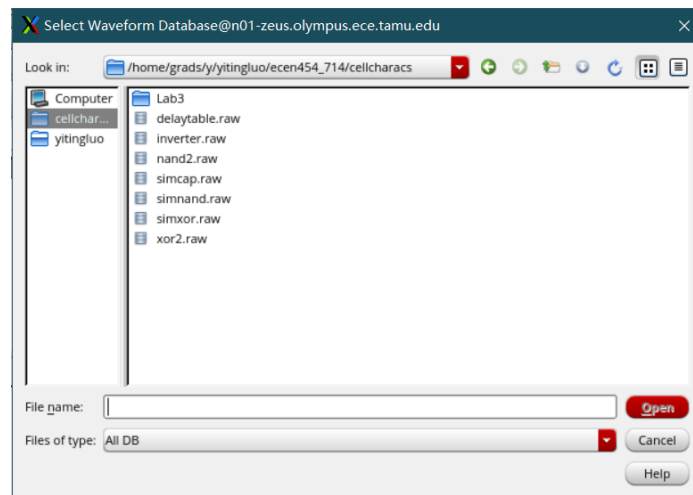 Select Waveform Database@n01-zeus.olympus.ece.tamu.edu
Look in: /home/grads/y/yitingluo/ecen454_714/cellcharacs
Computer
cellchar...
yitingluo
Lab3
delaytable.raw
inverter.raw
nand2.raw
simcap.raw
simnand.raw
simxor.raw
xor2.raw
File name: Open
Files of type: All DB Cancel
Help